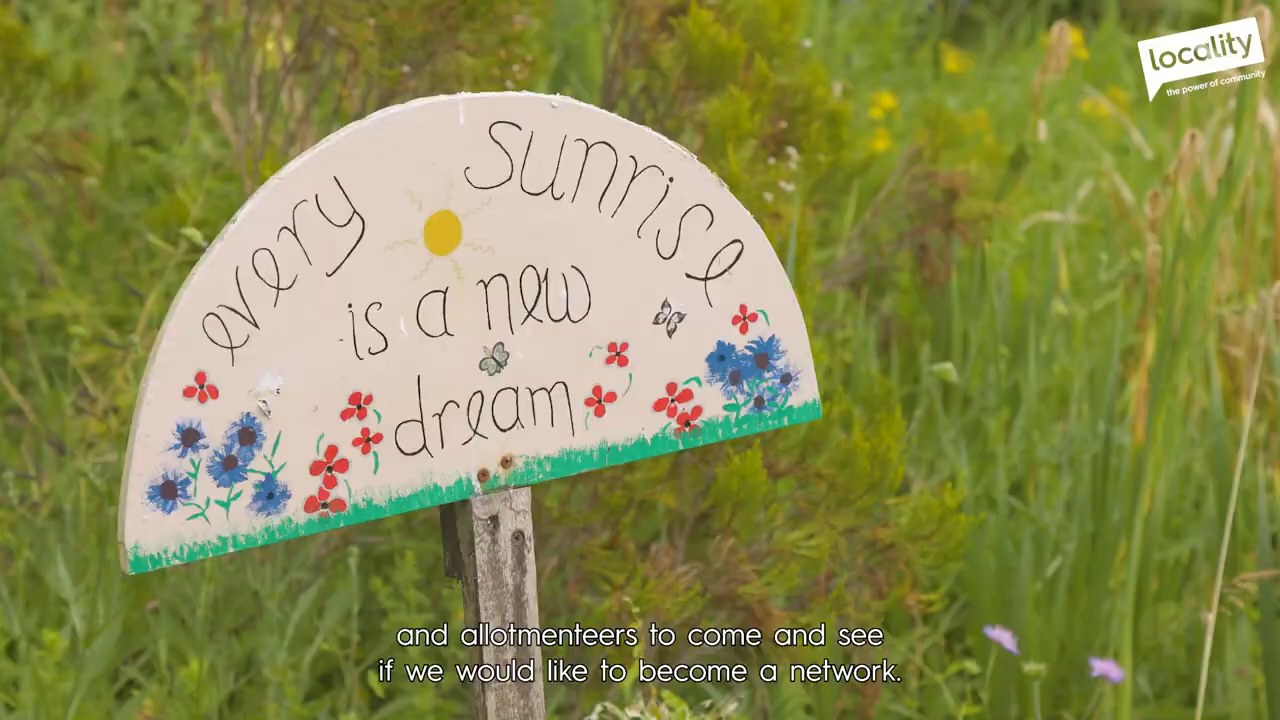 locality
the power of community
every sunrise
is a new
dream
and allotmenteers to come and see
if we would like to become a network.